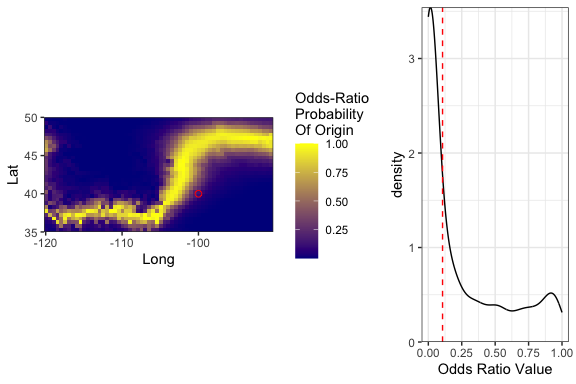 50
45
40
35
Lat
-120
-110
-100
Long
Odds-Ratio
Probability
Of Origin
1.00
0.75
0.50
0.25
3
2
1
0
density
0.00
0.25
0.50
0.75
1.00
Odds Ratio Value